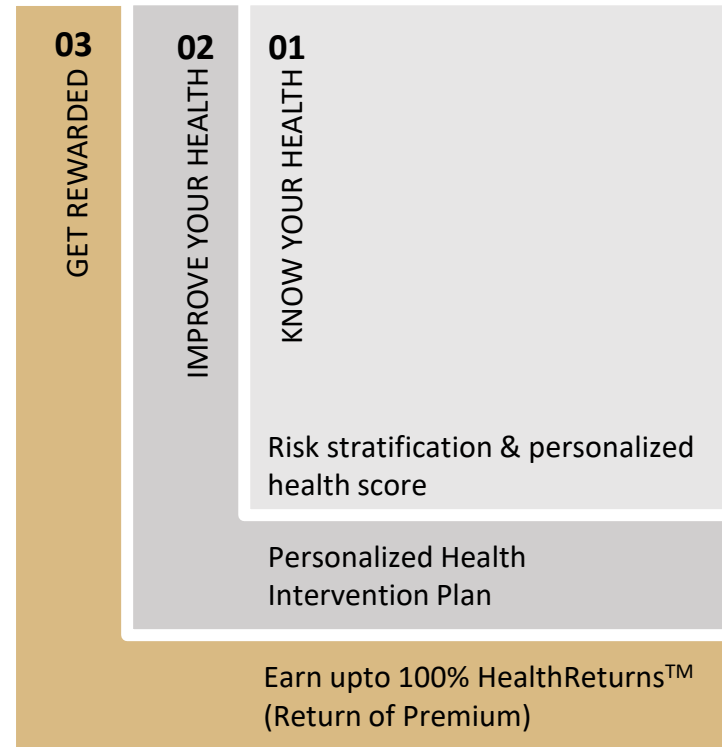 03
GET REWARDED
02
IMPROVE YOUR HEALTH
01
KNOW YOUR HEALTH
Risk stratification & personalized
health score
Personalized Health
Intervention Plan
Earn upto 100% HealthReturns™
(Return of Premium)